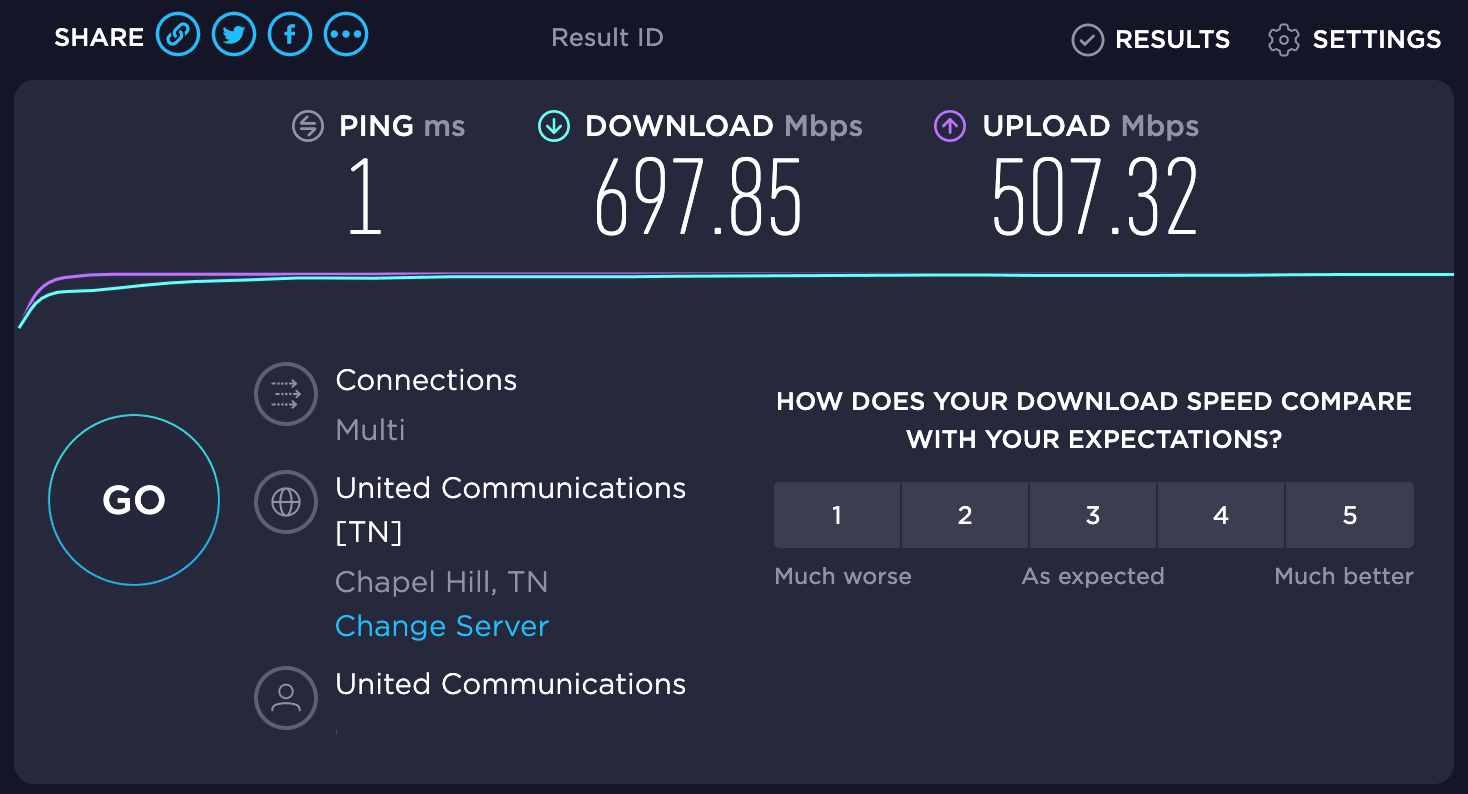 SHARE
Result ID
RESULTS
SETTINGS
PING ms
DOWNLOAD Mbps
UPLOAD Mbps
1
697.85
507.32
GO
Connections
Multi
United Communications
[TN]
Chapel Hill, TN
Change Server
United Communications
HOW DOES YOUR DOWNLOAD SPEED COMPARE
WITH YOUR EXPECTATIONS?
1 2 3 4 5
Much worse As expected Much better